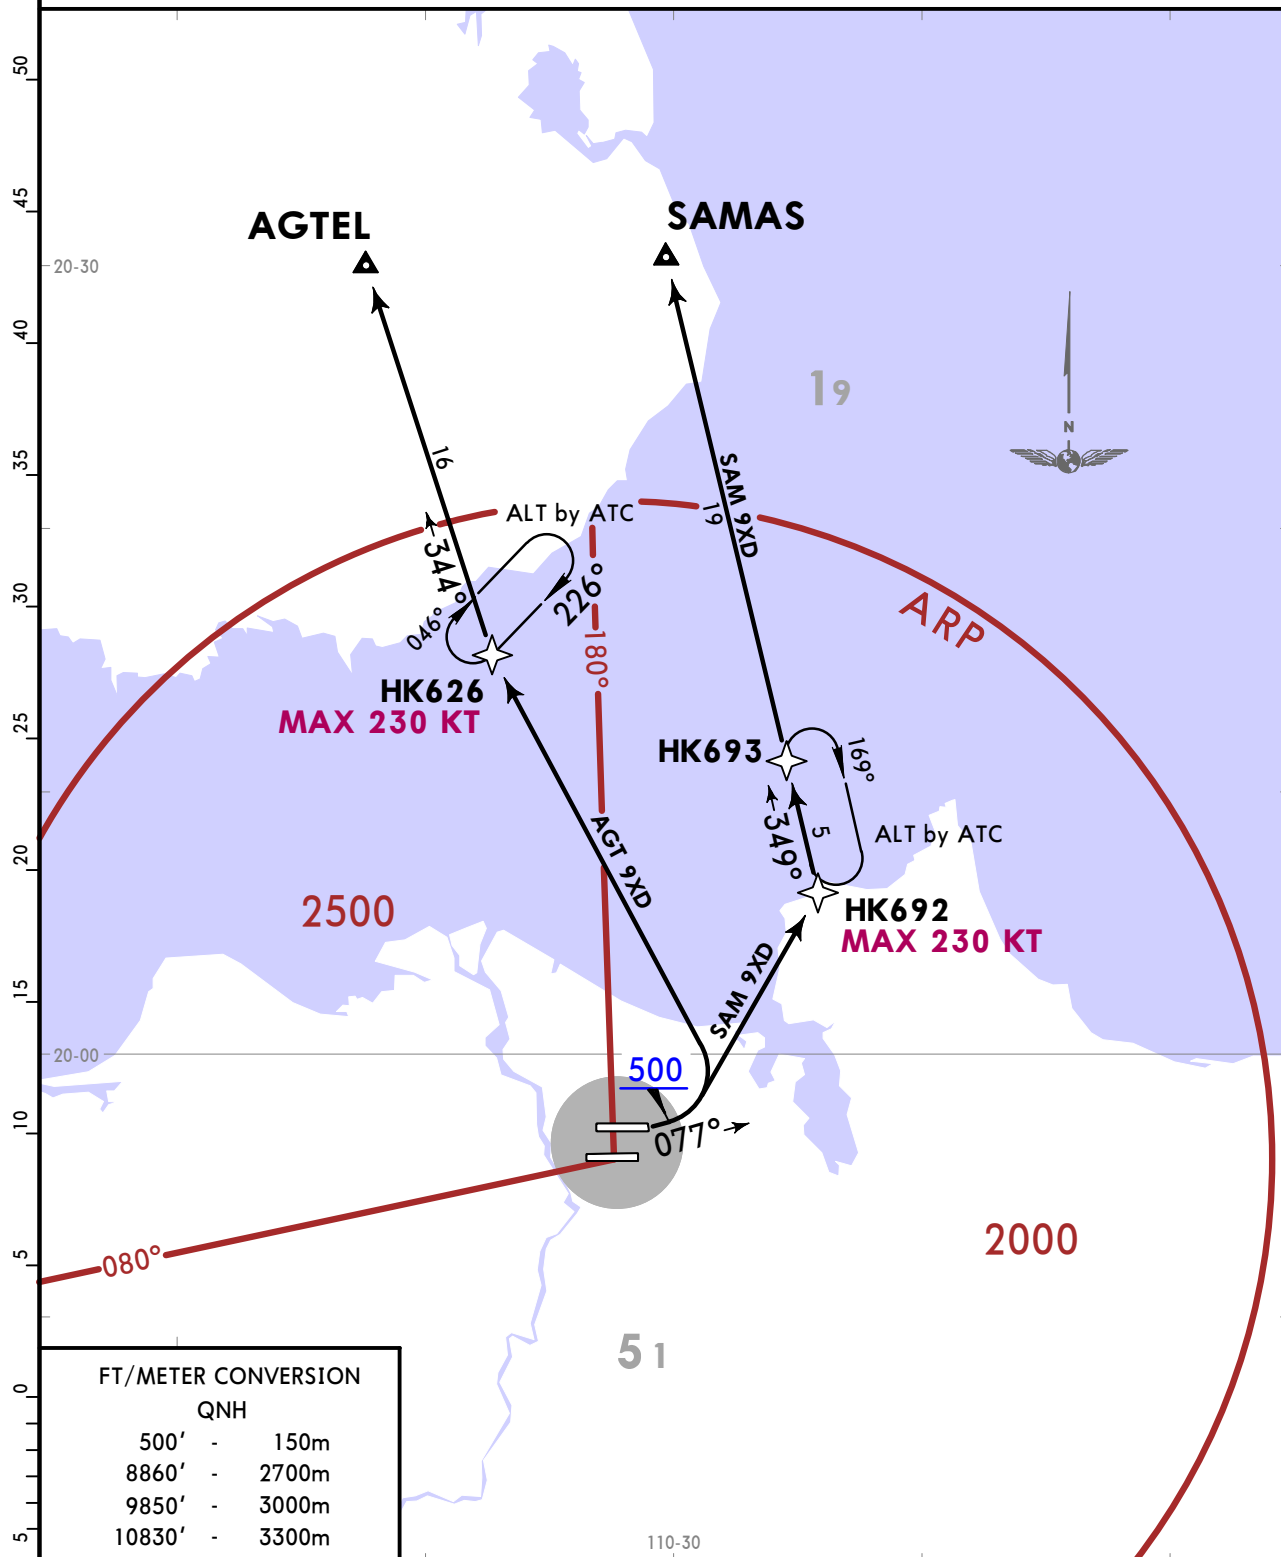 50
45
40
35
30
25
20
15
10
5
0
5
AGTEL
SAMAS
20-30
19
N
16
SAM 9XD
19
ALT by ATC
344°
046°
226°
180°
ARP
HK626
MAX 230 KT
HK693
169°
349°
5
ALT by ATC
AGT 9XD
2500
HK692
MAX 230 KT
SAM 9XD
20-00
500
077°
080°
2000
51
FT/METER CONVERSION
QNH
500' - 150m
8860' - 2700m
9850' - 3000m
10830' - 3300m
110-30